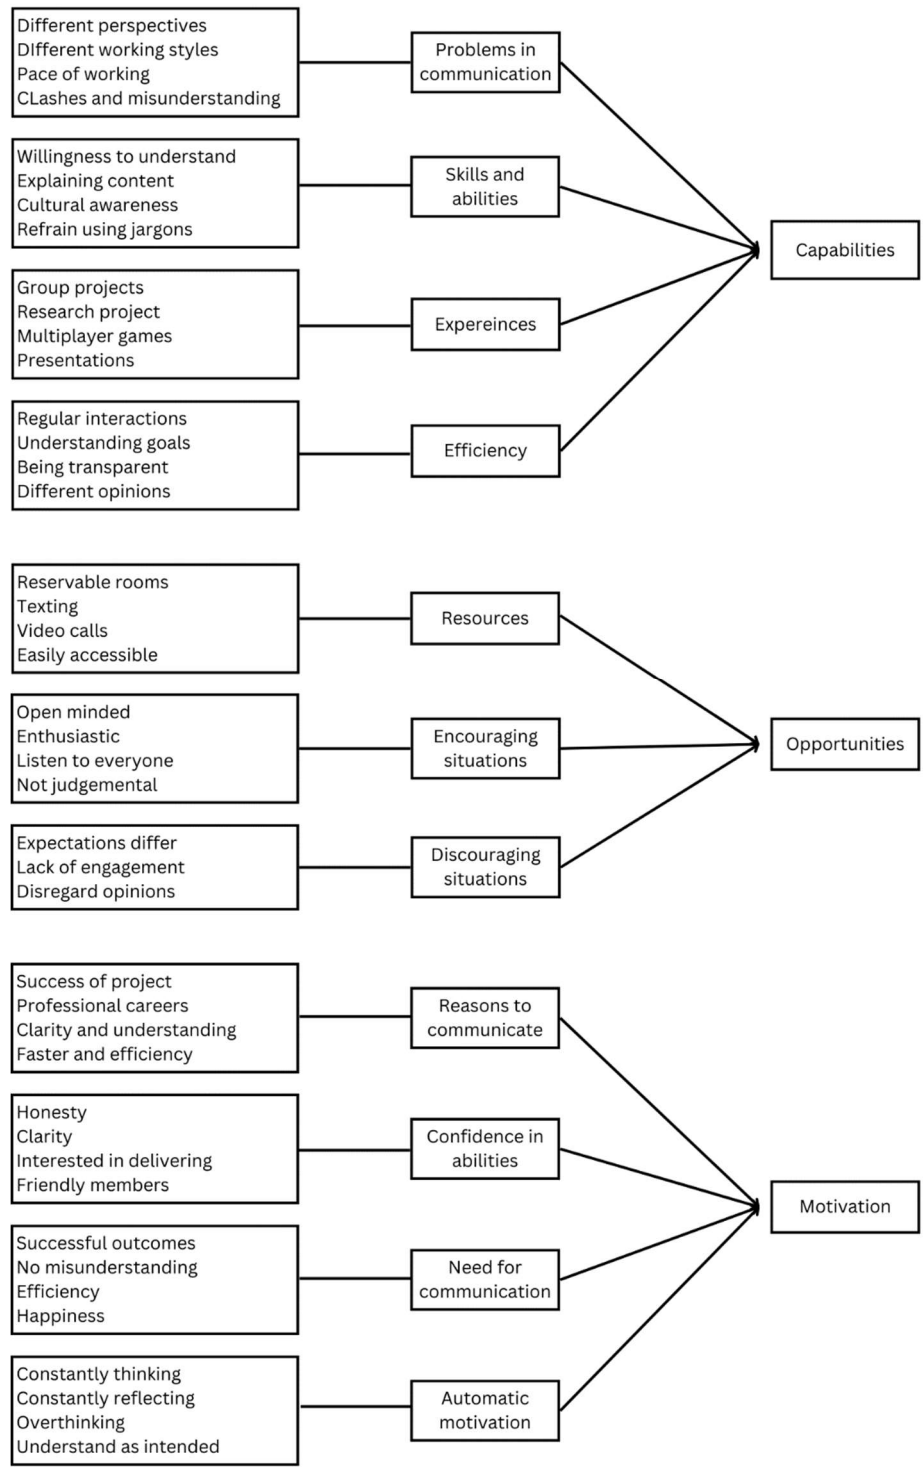 Different perspectives
DIfferent working styles
Pace of working
CLashes and misunderstanding
Problems in
communication
Willingness to understand
Explaining content
Cultural awareness
Refrain using jargons
Skills and
abilities
Group projects
Research project
Multiplayer games
Presentations
Expereinces
Regular interactions
Understanding goals
Being transparent
Different opinions
Efficiency
Capabilities
Reservable rooms
Texting
Video calls
Easily accessible
Resources
Open minded
Enthusiastic
Listen to everyone
Not judgemental
Encouraging
situations
Expectations differ
Lack of engagement
Disregard opinions
Discouraging
situations
Opportunities
Success of project
Professional careers
Clarity and understanding
Faster and efficiency
Reasons to
communicate
Honesty
Clarity
Interested in delivering
Friendly members
Confidence in
abilities
Successful outcomes
No misunderstanding
Efficiency
Happiness
Need for
communication
Constantly thinking
Constantly reflecting
Overthinking
Understand as intended
Automatic
motivation
Motivation